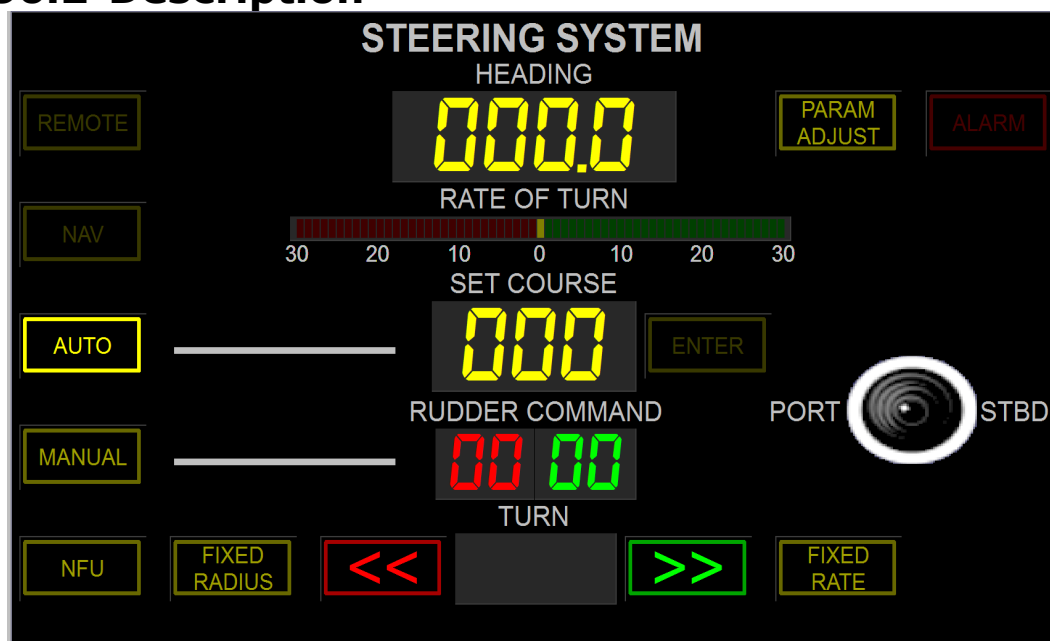 Description
STEERING SYSTEM
HEADING
REMOTE
000.0
PARAM
ADJUST
ALARM
RATE OF TURN
NAV
30 20 10 0 10 20 30
SET COURSE
AUTO
000
ENTER
RUDDER COMMAND
PORT
STBD
MANUAL
00 00
TURN
NFU
FIXED
RADIUS
<<
>>
FIXED
RATE